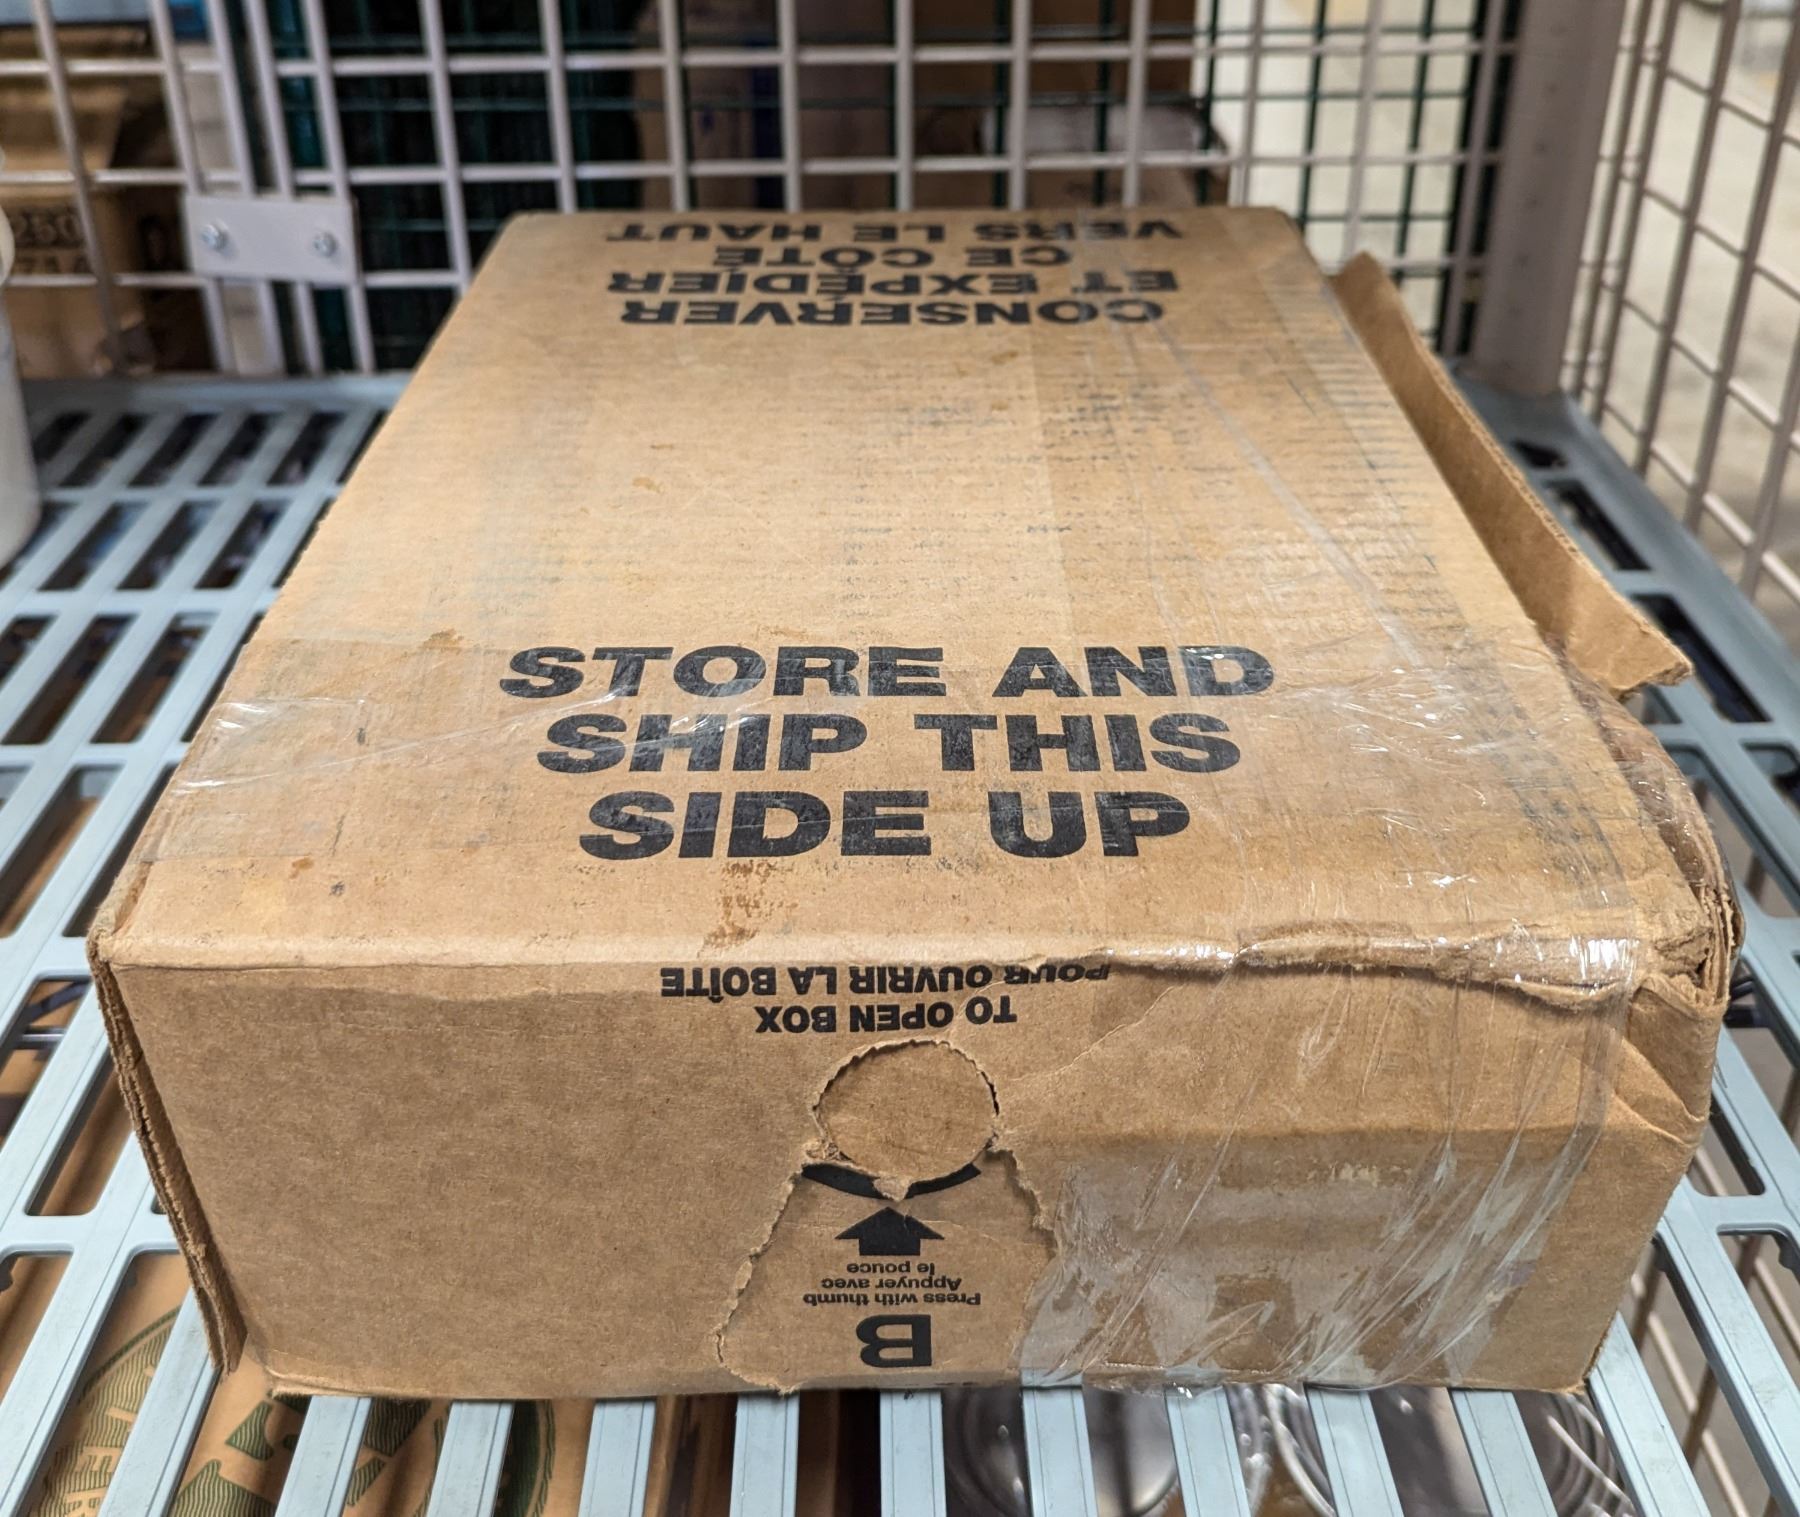 STORE AND
SHIP THIS
SIDE UP
CONSERVER
ET EXPÉDIER
CE CÔTÉ
VERS LE HAUT
B
Press with thumb
Appuyer avec
le pouce
TO OPEN BOX
POUR OUVRIR LA BOÎTE
250